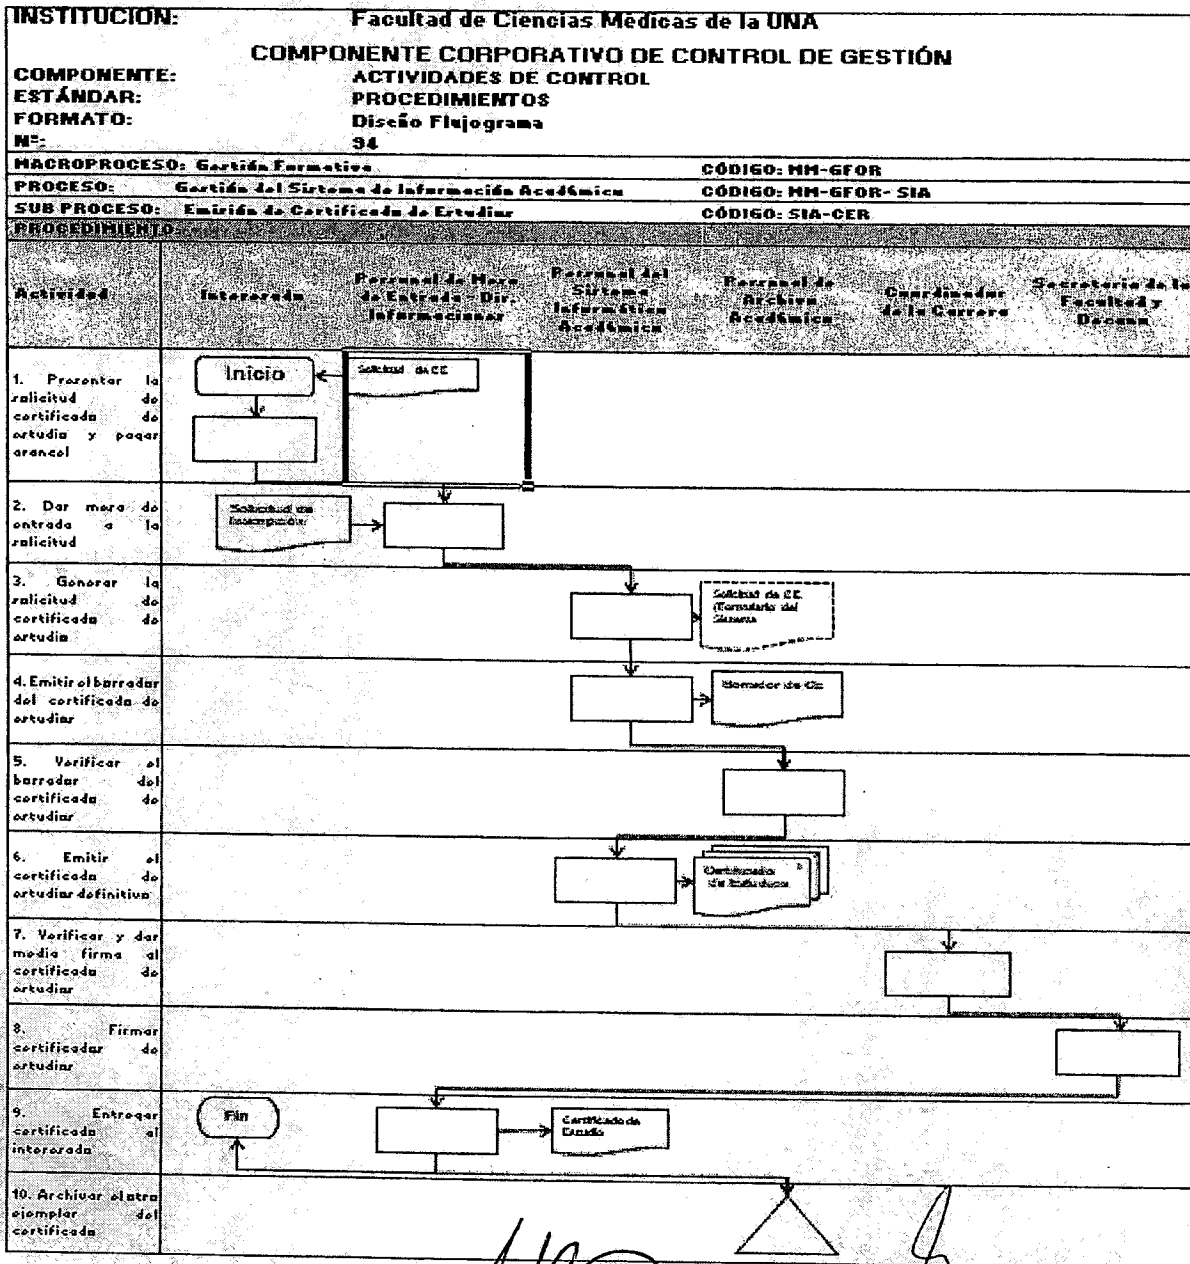 INSTITUCIÓN: Facultad de Ciencias Médicas de la UNA
COMPONENTE CORPORATIVO DE CONTROL DE GESTIÓN
COMPONENTE: ACTIVIDADES DE CONTROL
ESTÁNDAR: PROCEDIMIENTOS
FORMATO: Diseño Flujograma
Nº: 94
MACROPROCESO: Gestión Formativa CÓDIGO: MM-GFOR
PROCESO: Gestión del Sistema de Información Académica CÓDIGO: MM-GFOR- SIA
SUB PROCESO: Emisión de Certificado de Estudios CÓDIGO: SIA-CER
PROCEDIMIENTO:
Actividad
Interesado
Personal de Mesa
de Entrada - Dir.
Informaciones
Personal del
Sistema
Informático
Académico
Personal de
Archivo
Académico
Coordinador
de la Carrera
Secretaria de la
Facultad y
Decano
1. Presentar la
solicitud de
certificado de
estudio y pagar
arancel
Inicio
Solicitud de CE
2. Dar mesa de
entrada a la
solicitud
Solicitud de
3. Generar la
solicitud de
certificado de
estudio
Solicitud de CE
(Formulario del
Sistema
4. Emitir el borrador
del certificado de
estudios
Borrador de CE
5. Verificar el
borrador del
certificado de
estudios
6. Emitir el
certificado de
estudios definitivo
Certificado
de Estudios
7. Verificar y dar
media firma al
certificado de
estudios
8. Firmar
certificados de
estudios
9. Entregar
certificado al
interesado
Fin
Certificado de
Estudio
10. Archivar el otro
ejemplar del
certificado